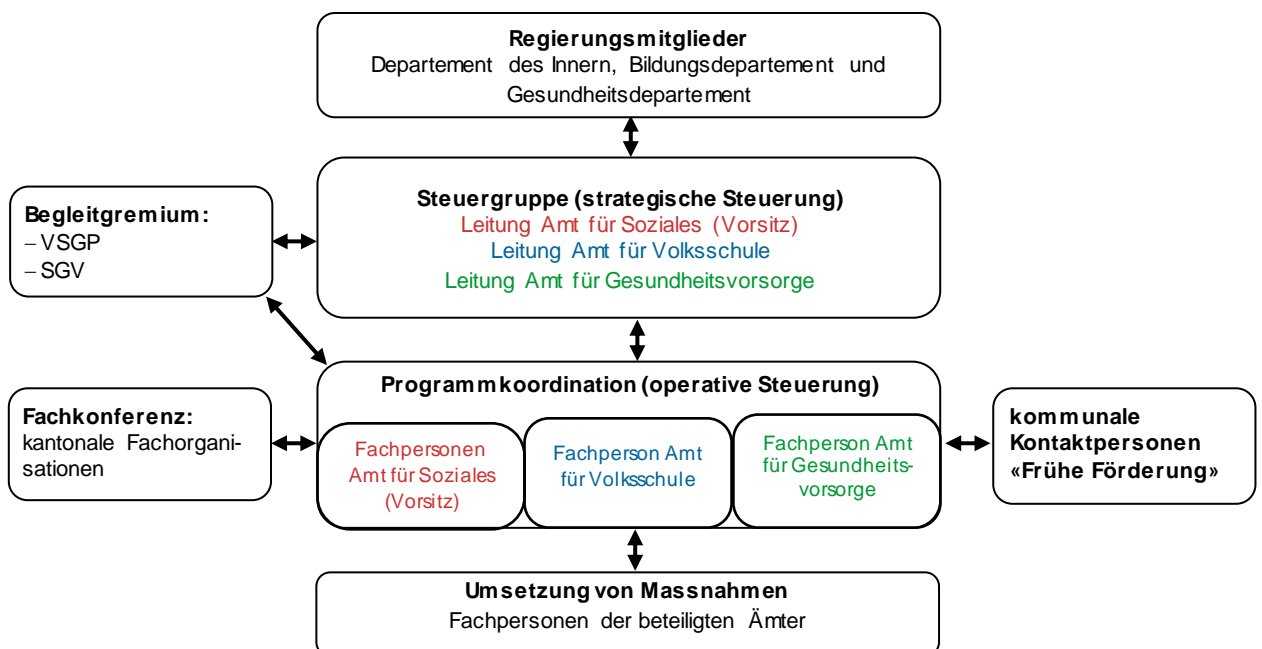 Regierungsmitglieder
Departement des Innern, Bildungsdepartement und
Gesundheitsdepartement
Steuergruppe (strategische Steuerung)
Leitung Amt für Soziales (Vorsitz)
Leitung Amt für Volksschule
Leitung Amt für Gesundheitsvorsorge
Begleitgremium:
– VSGP
– SGV
Programmkoordination (operative Steuerung)
Fachpersonen
Amt für Soziales
(Vorsitz)
Fachperson Amt
für Volksschule
Fachperson Amt
für Gesundheits-
vorsorge
Fachkonferenz:
kantonale Fachorgani-
sationen
kommunale
Kontaktpersonen
«Frühe Förderung»
Umsetzung von Massnahmen
Fachpersonen der beteiligten Ämter